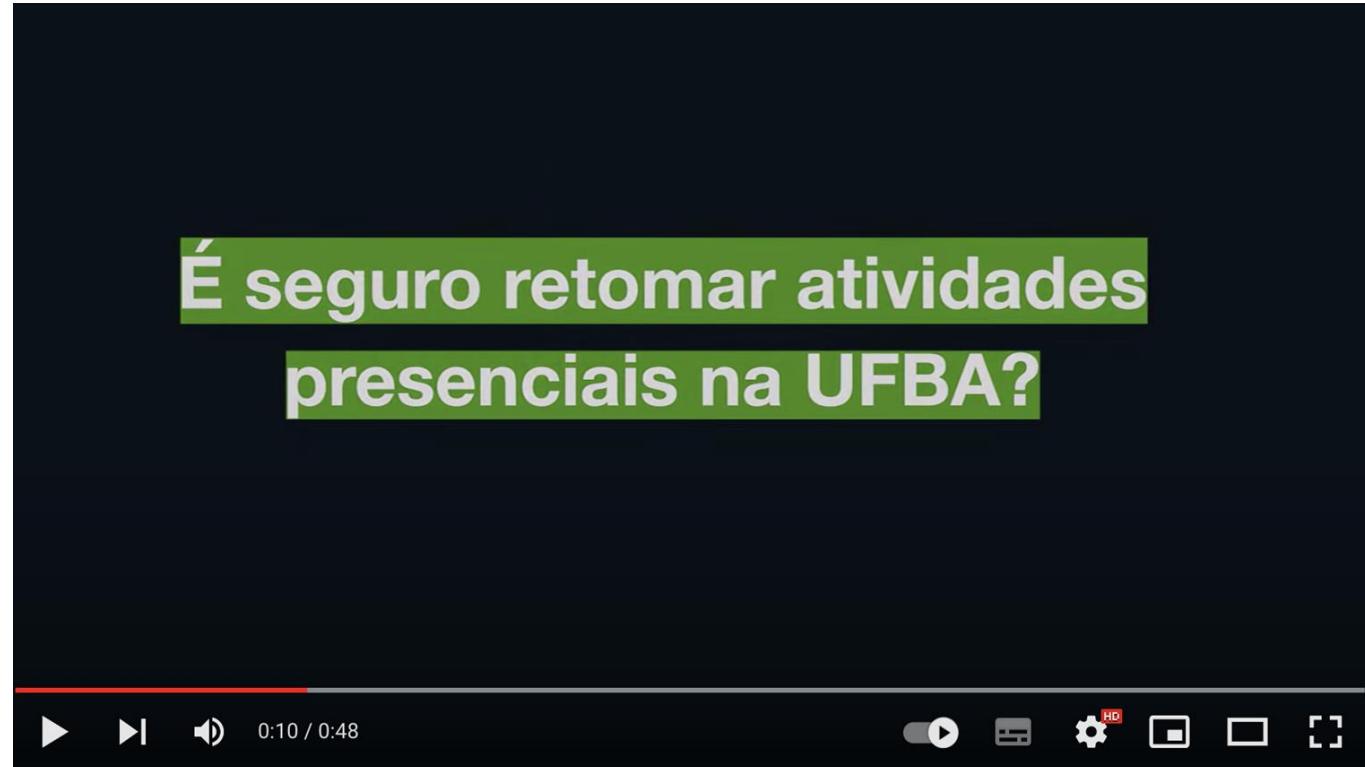 É seguro retomar atividades
presenciais na UFBA?
0:10 / 0:48
HD